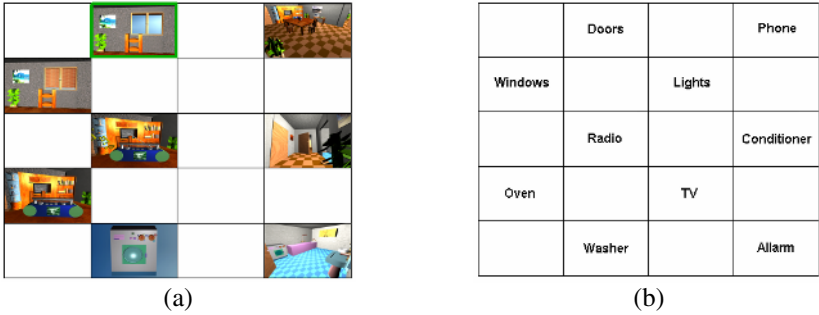 Doors Phone
Windows Lights
Radio Conditioner
Oven TV
Washer Allarm
(a) (b)